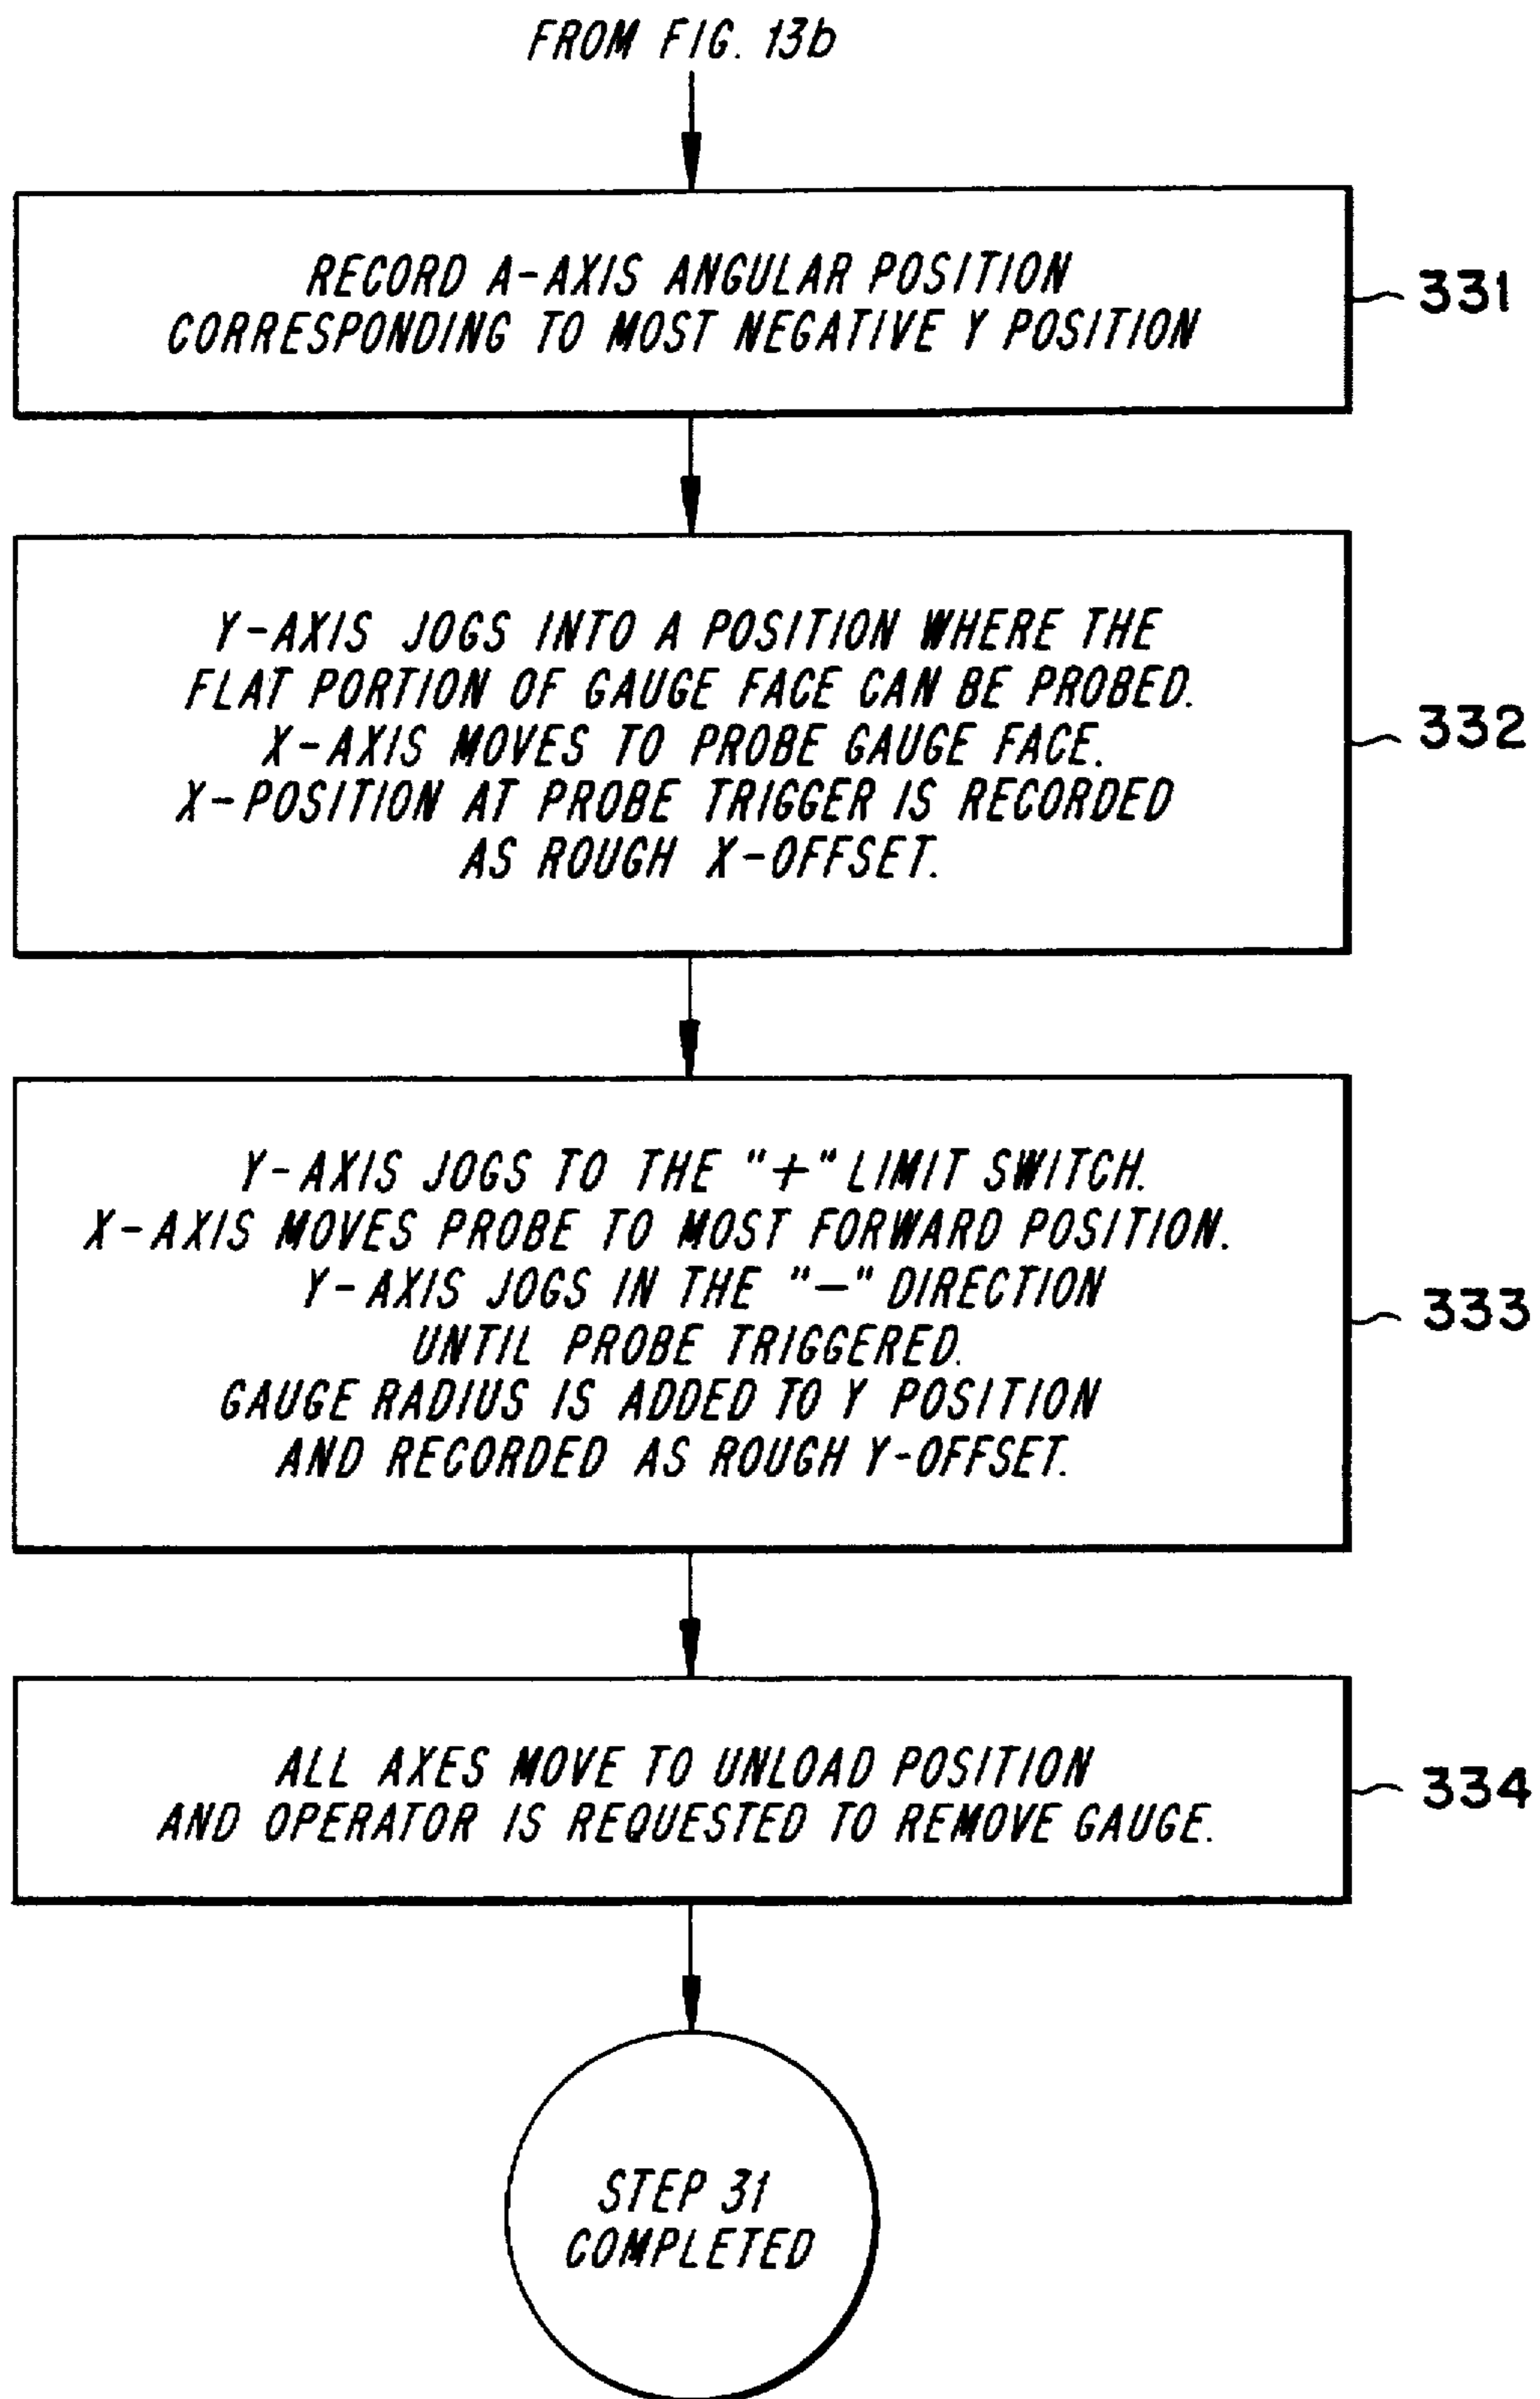 FROM FIG. 13b
RECORD A-AXIS ANGULAR POSITION
CORRESPONDING TO MOST NEGATIVE Y POSITION
331
Y-AXIS JOGS INTO A POSITION WHERE THE
FLAT PORTION OF GAUGE FACE CAN BE PROBED.
X-AXIS MOVES TO PROBE GAUGE FACE.
X-POSITION AT PROBE TRIGGER IS RECORDED
AS ROUGH X-OFFSET.
332
Y-AXIS JOGS TO THE "+" LIMIT SWITCH.
X-AXIS MOVES PROBE TO MOST FORWARD POSITION.
Y-AXIS JOGS IN THE "—" DIRECTION
UNTIL PROBE TRIGGERED.
GAUGE RADIUS IS ADDED TO Y POSITION
AND RECORDED AS ROUGH Y-OFFSET.
333
ALL AXES MOVE TO UNLOAD POSITION
AND OPERATOR IS REQUESTED TO REMOVE GAUGE.
334
STEP 31
COMPLETED